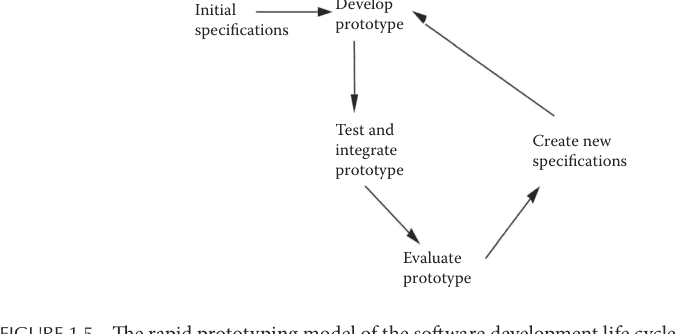 Initial
specifications
Develop
prototype
Test and
integrate
prototype
Create new
specifications
Evaluate
prototype
FIGURE 1.5 The rapid prototyping model of the software development life cycle